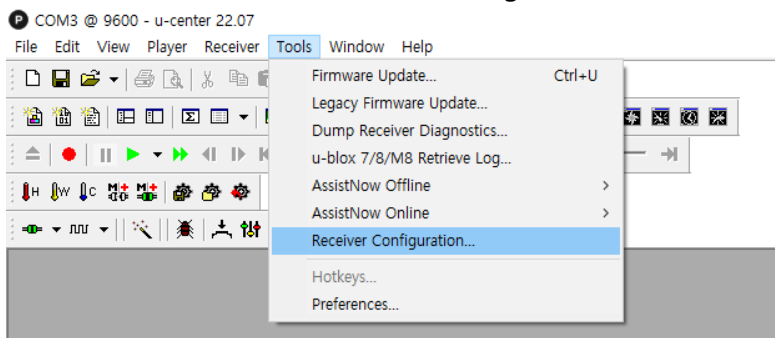 COM3 @ 9600 - u-center 22.07
File Edit View Player Receiver Tools Window Help
Firmware Update... Ctrl+U
Legacy Firmware Update...
Dump Receiver Diagnostics...
u-blox 7/8/M8 Retrieve Log...
AssistNow Offline
AssistNow Online
Receiver Configuration...
Hotkeys...
Preferences...